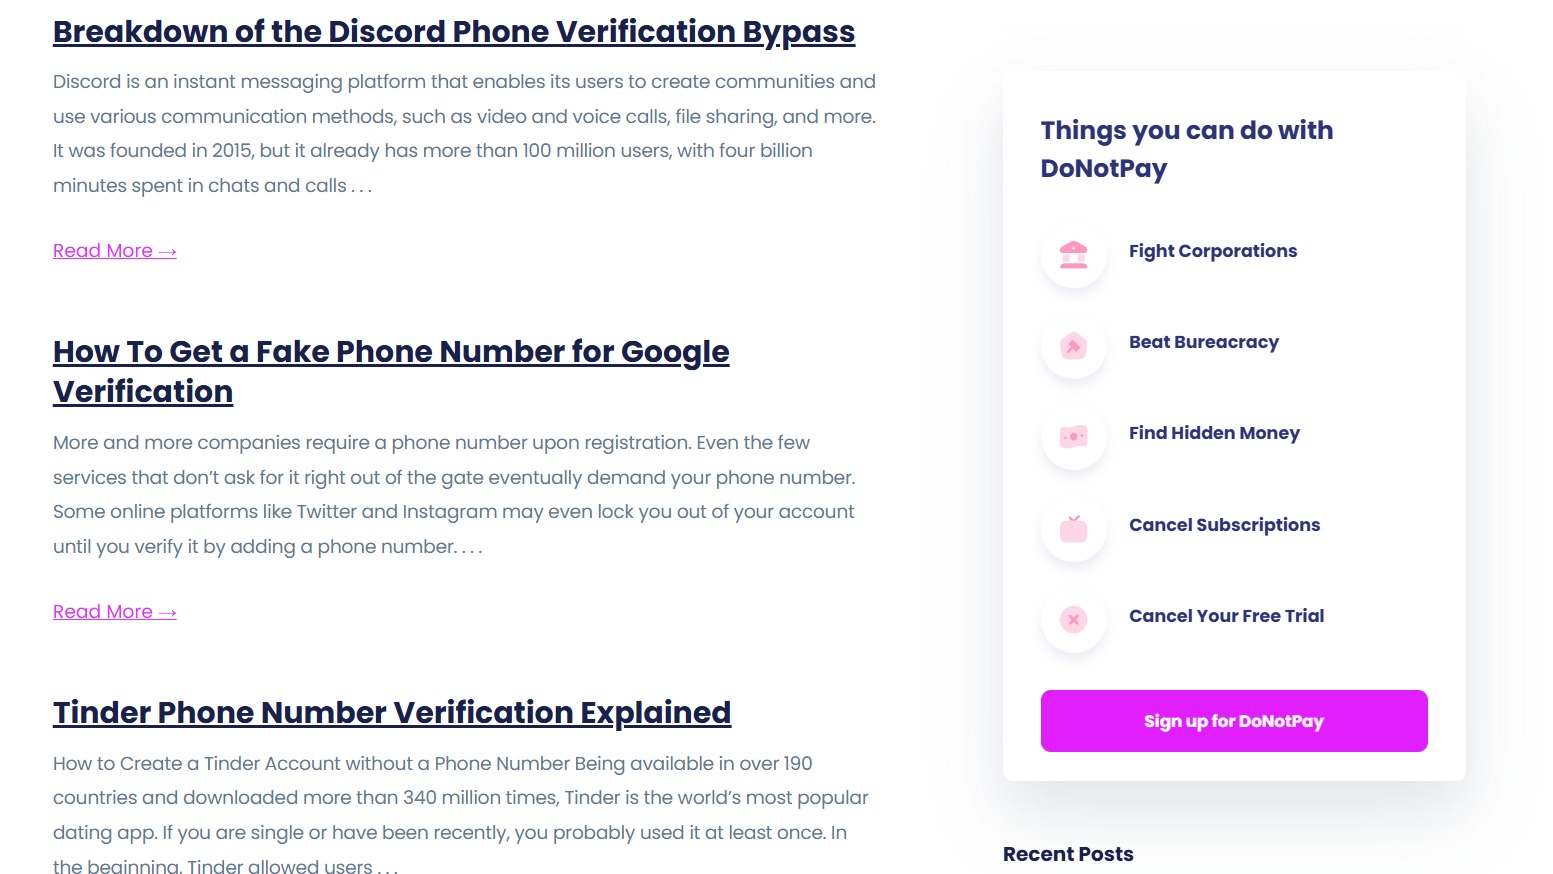 Breakdown of the Discord Phone Verification Bypass
Discord is an instant messaging platform that enables its users to create communities and
use various communication methods, such as video and voice calls, file sharing, and more.
It was founded in 2015, but it already has more than 100 million users, with four billion
minutes spent in chats and calls . . .
Read More →
How To Get a Fake Phone Number for Google
Verification
More and more companies require a phone number upon registration. Even the few
services that don’t ask for it right out of the gate eventually demand your phone number.
Some online platforms like Twitter and Instagram may even lock you out of your account
until you verify it by adding a phone number. . . .
Read More →
Tinder Phone Number Verification Explained
How to Create a Tinder Account without a Phone Number Being available in over 190
countries and downloaded more than 340 million times, Tinder is the world’s most popular
dating app. If you are single or have been recently, you probably used it at least once. In
the beginning, Tinder allowed users . . .
Things you can do with
DoNotPay
Fight Corporations
Beat Bureacracy
Find Hidden Money
Cancel Subscriptions
Cancel Your Free Trial
Sign up for DoNotPay
Recent Posts